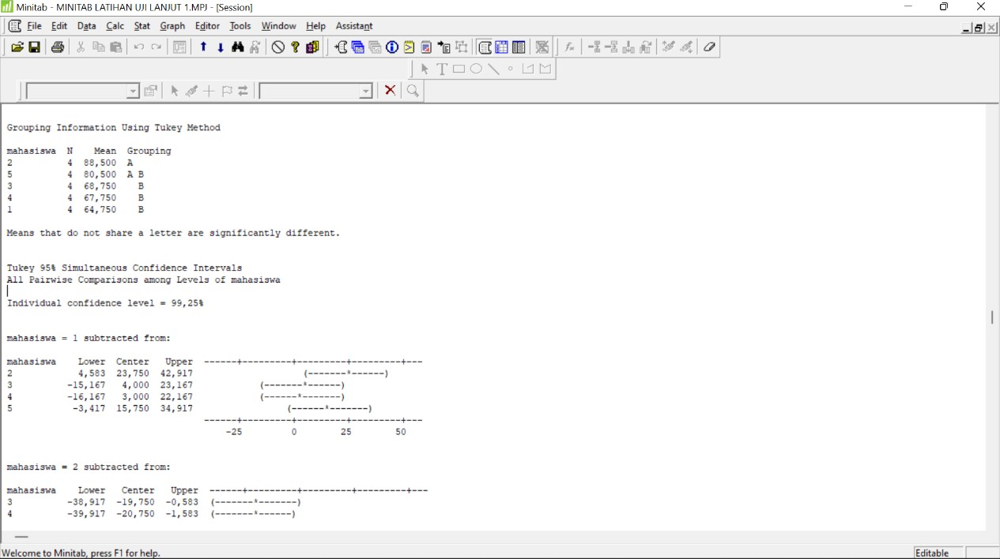 Minitab - MINITAB LATIHAN UJI LANJUT 1.MPJ - [Session]
File Edit Data Calc Stat Graph Editor Tools Window Help Assistant
Grouping Information Using Tukey Method
mahasiswa N Mean Grouping
2 4 88,500 A
5 4 80,500 A B
3 4 68,750 B
4 4 67,750 B
1 4 64,750 B
Means that do not share a letter are significantly different.
Tukey 95% Simultaneous Confidence Intervals
All Pairwise Comparisons among Levels of mahasiswa
Individual confidence level = 99,25%
mahasiswa = 1 subtracted from:
mahasiswa Lower Center Upper ------+---------+---------+---------+---
2 4,583 23,750 42,917 (-------*------)
3 -15,167 4,000 23,167 (-------*------)
4 -16,167 3,000 22,167 (------*-------)
5 -3,417 15,750 34,917 (------*-------)
------+---------+---------+---------+---
-25 0 25 50
mahasiswa = 2 subtracted from:
mahasiswa Lower Center Upper ------+---------+---------+---------+---
3 -38,917 -19,750 -0,583 (-------*-------)
4 -39,917 -20,750 -1,583 (-------*------)
Welcome to Minitab, press F1 for help.
Editable